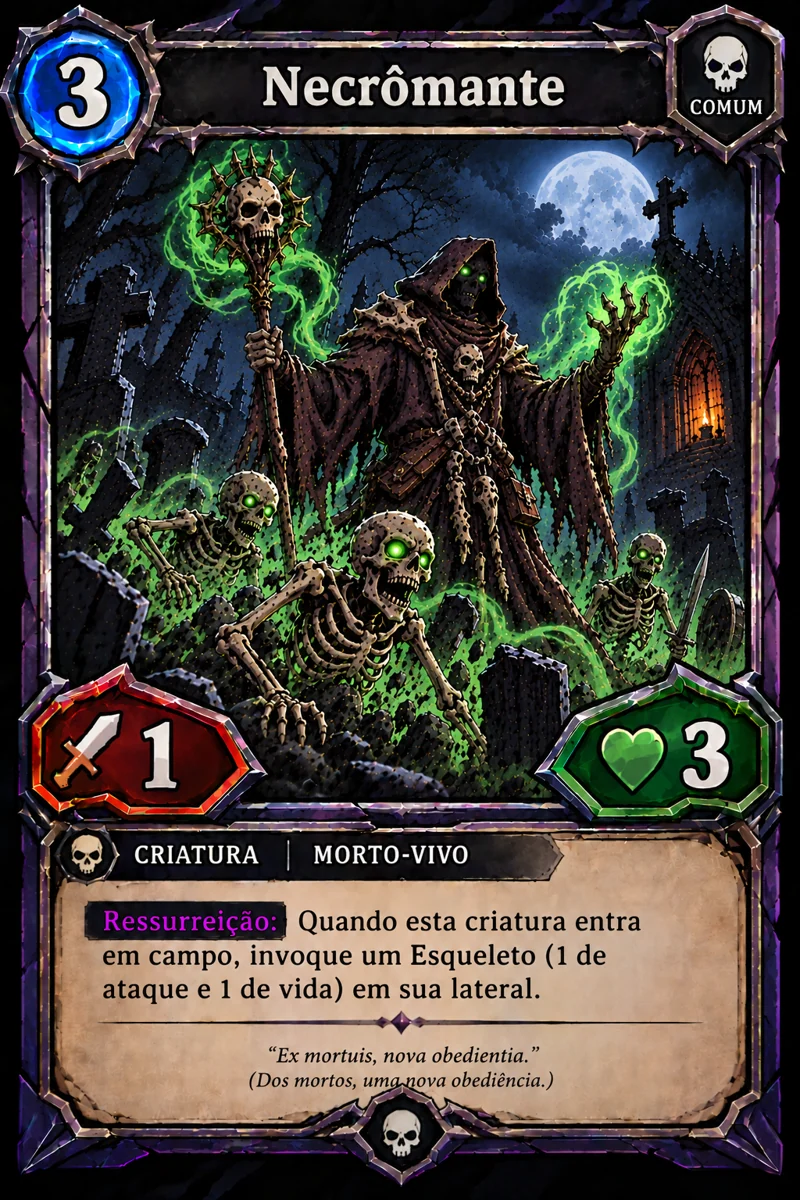 3
Necrômante
COMUM
1
3
CRIATURA | MORTO-VIVO
Ressurreição: Quando esta criatura entra
em campo, invoque um Esqueleto (1 de
ataque e 1 de vida) em sua lateral.
“Ex mortuis, nova obedientia.”
(Dos mortos, uma nova obediência.)